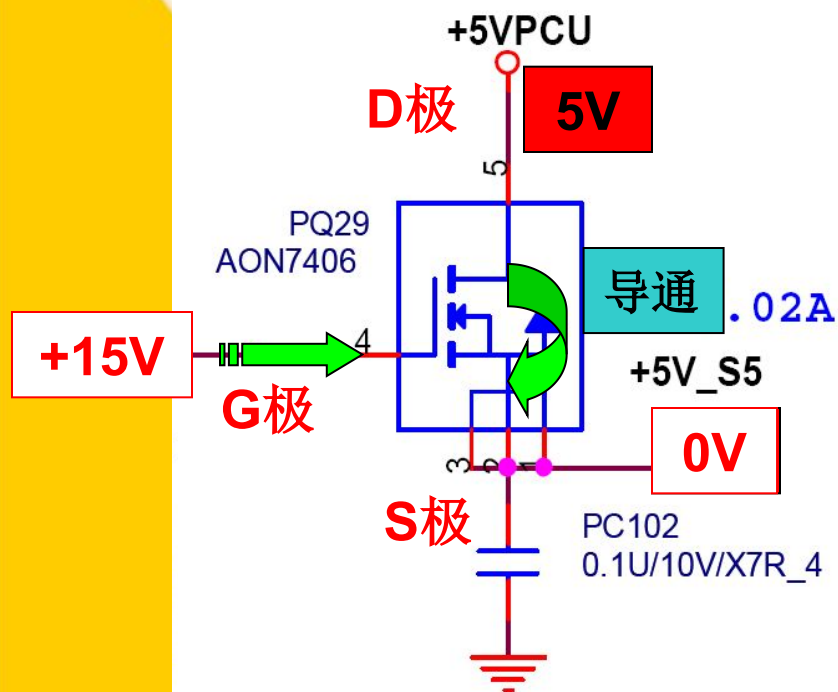 +5VPCU
D极
5V
5
PQ29
AON7406
导通
.02A
+15V
4
G极
+5V_S5
0V
3
2
1
S极
PC102
0.1U/10V/X7R_4